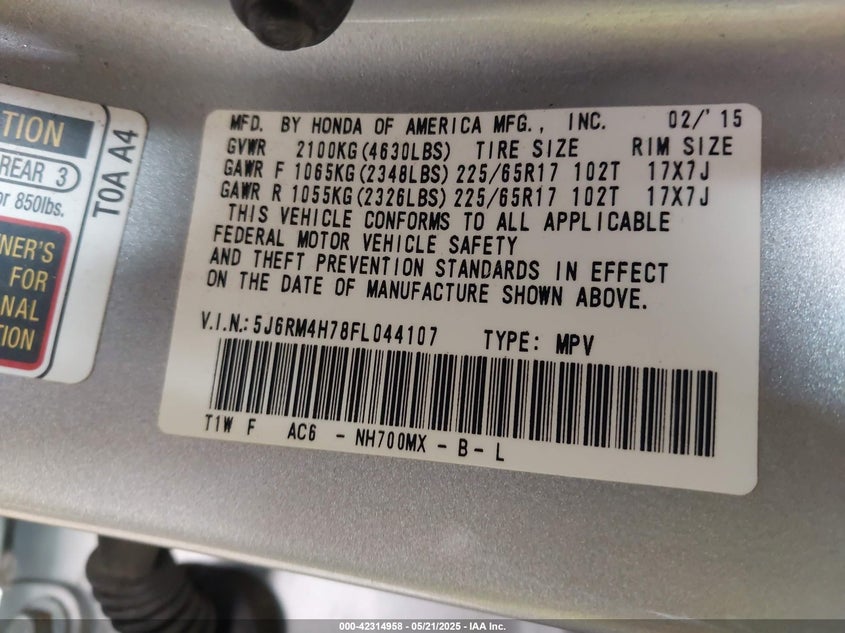 TION
REAR 3
or 850lbs.
NER'S
FOR
NAL
T0A A4
MFD. BY HONDA OF AMERICA MFG., INC. 02/'15
GVWR 2100KG(4630LBS) TIRE SIZE RIM SIZE
GAWR F 1065KG(2348LBS) 225/65R17 102T 17X7J
GAWR R 1055KG(2326LBS) 225/65R17 102T 17X7J
THIS VEHICLE CONFORMS TO ALL APPLICABLE
FEDERAL MOTOR VEHICLE SAFETY
AND THEFT PREVENTION STANDARDS IN EFFECT
ON THE DATE OF MANUFACTURE SHOWN ABOVE.
V.I.N.: 5J6RM4H78FL044107 TYPE: MPV
T1W F AC6 - NH700MX - B - L
000-42314958 - 05/21/2025 - IAA Inc.